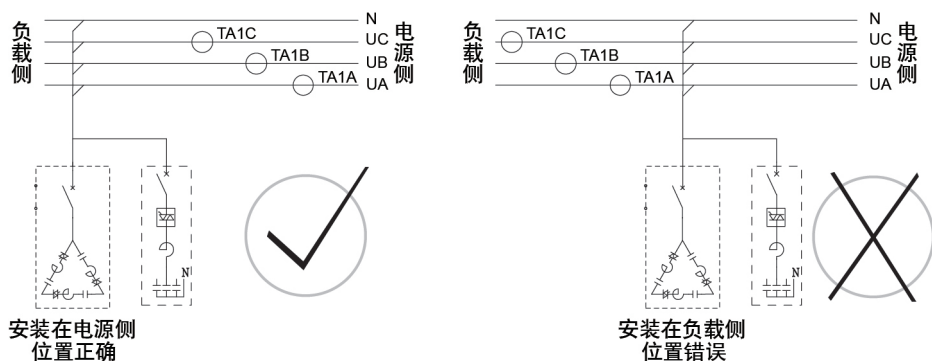 负载侧
N
TA1C
UC
TA1B
UB
TA1A
UA
电源侧
N
安装在电源侧
位置正确
负载侧
N
TA1C
UC
TA1B
UB
TA1A
UA
电源侧
N
安装在负载侧
位置错误